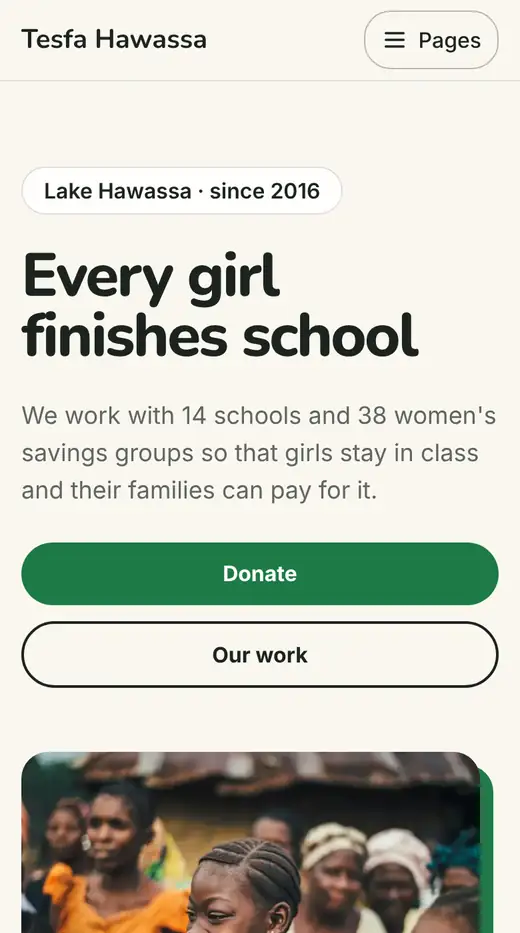 Tesfa Hawassa
Pages
Lake Hawassa · since 2016
Every girl
finishes school
We work with 14 schools and 38 women's
savings groups so that girls stay in class
and their families can pay for it.
Donate
Our work